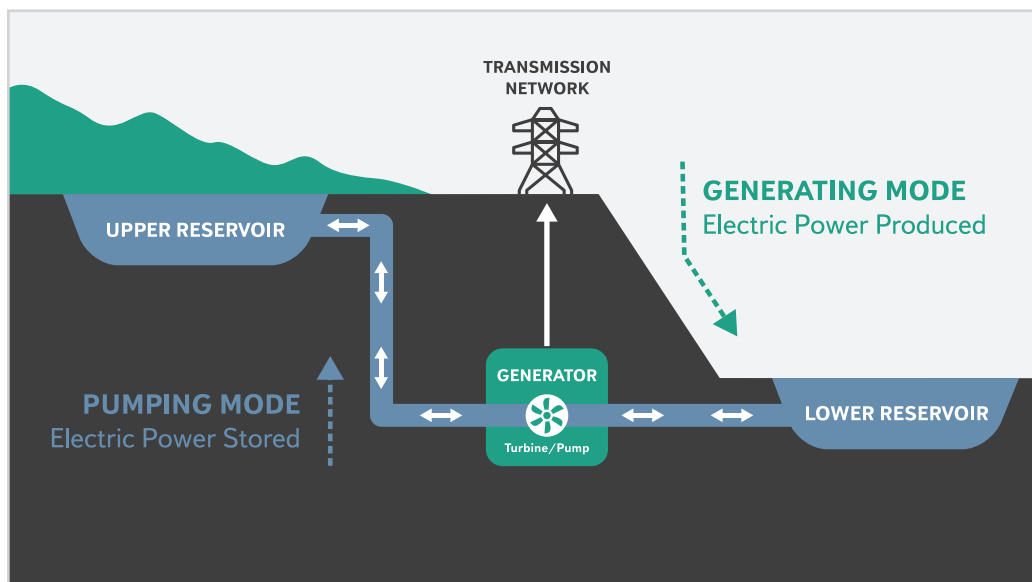 TRANSMISSION
NETWORK
GENERATING MODE
Electric Power Produced
UPPER RESERVOIR
GENERATOR
PUMPING MODE
Electric Power Stored
LOWER RESERVOIR
Turbine/Pump